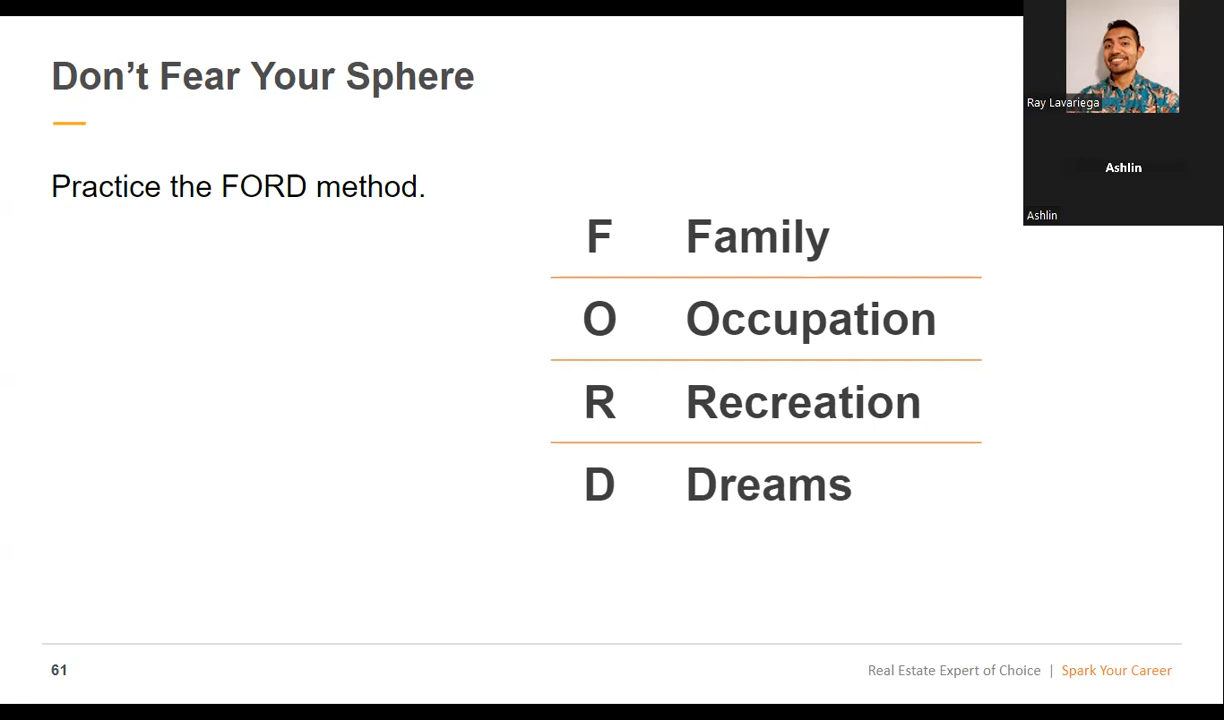 Don’t Fear Your Sphere
Practice the FORD method.
F Family
O Occupation
R Recreation
D Dreams
61
Real Estate Expert of Choice | Spark Your Career
Ray Lavariega
Ashlin
Ashlin